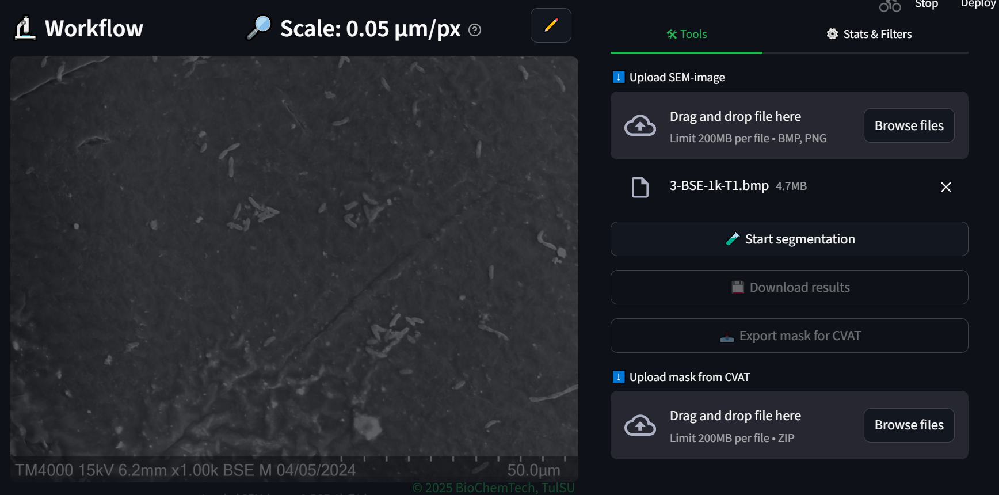 Stop Deploy
Workflow
Scale: 0.05 µm/px
Tools
Stats & Filters
Upload SEM-image
Drag and drop file here
Limit 200MB per file • BMP, PNG
Browse files
3-BSE-1k-T1.bmp 4.7MB
Start segmentation
Download results
Export mask for CVAT
Upload mask from CVAT
Drag and drop file here
Limit 200MB per file • ZIP
Browse files
TM4000 15kV 6.2mm x1.00k BSE M 04/05/2024 50.0µm
© 2025 BioChemTech, TulSU